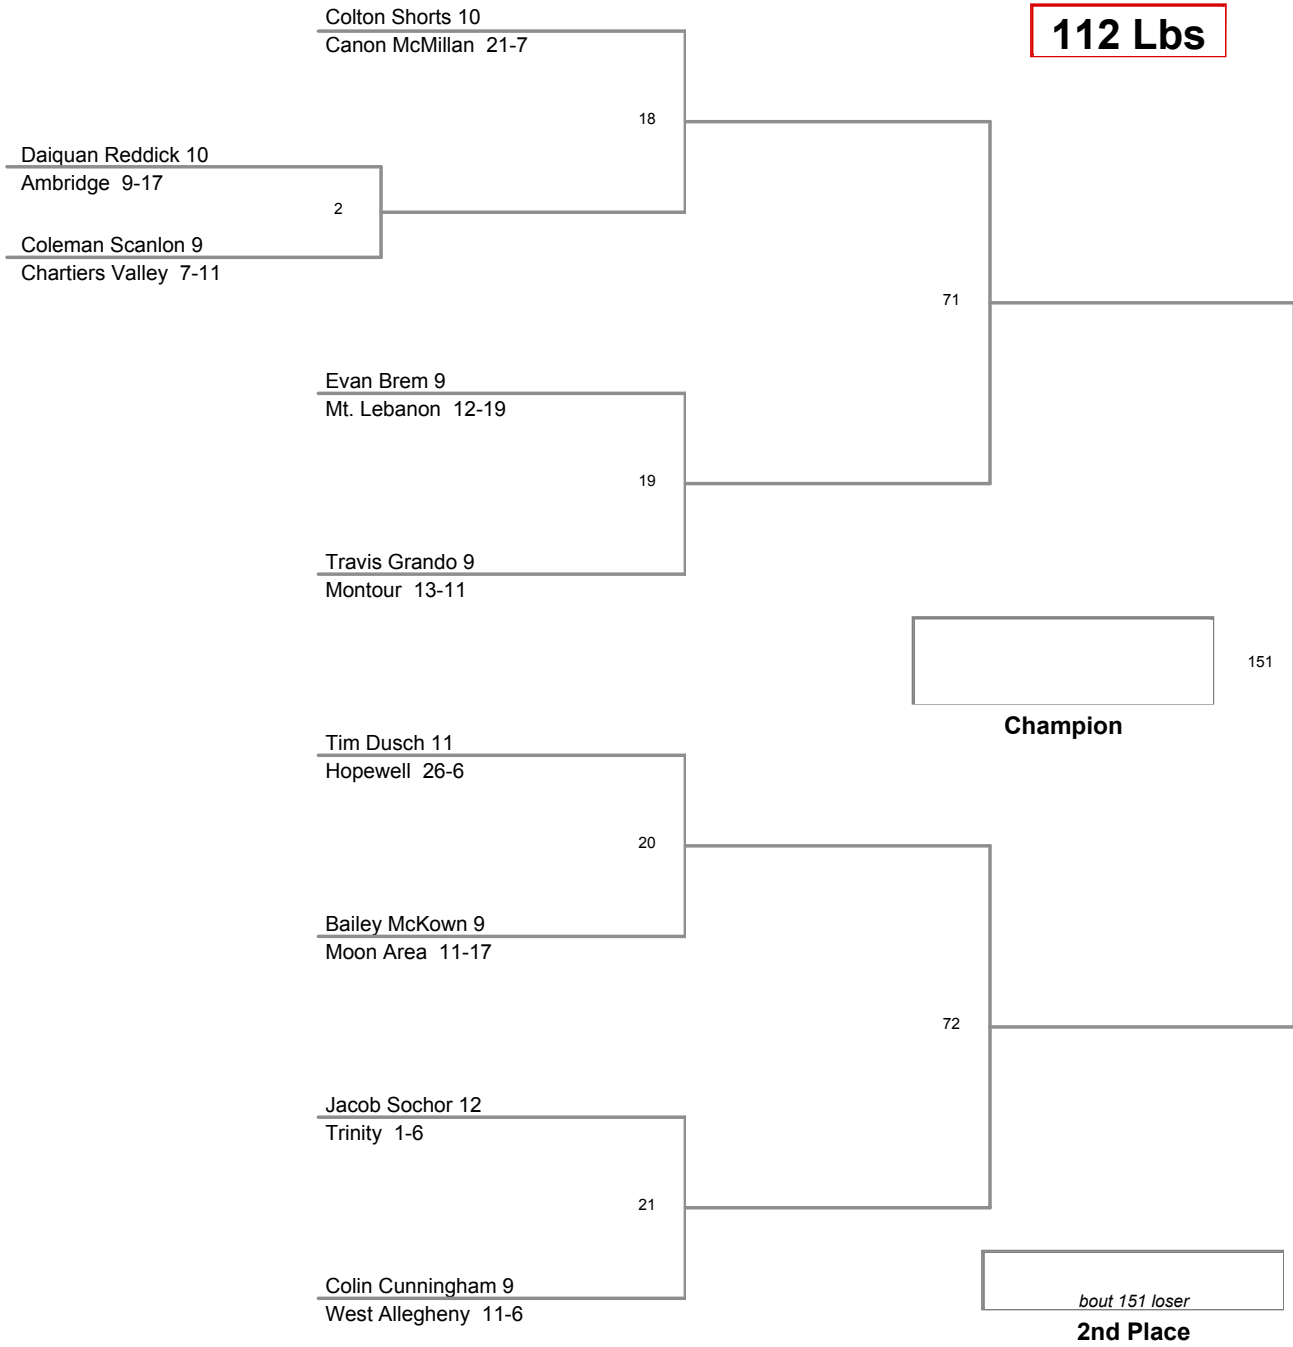 Colton Shorts 10
Canon McMillan 21-7
112 Lbs
18
Daiquan Reddick 10
Ambridge 9-17
2
Coleman Scanlon 9
Chartiers Valley 7-11
71
Evan Brem 9
Mt. Lebanon 12-19
19
Travis Grando 9
Montour 13-11
151
Champion
Tim Dusch 11
Hopewell 26-6
20
Bailey McKown 9
Moon Area 11-17
72
Jacob Sochor 12
Trinity 1-6
21
Colin Cunningham 9
West Allegheny 11-6
bout 151 loser
2nd Place